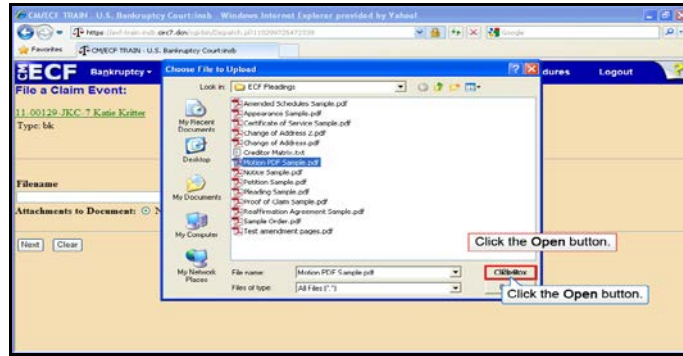 CM/ECF TRAIN - U.S. Bankruptcy Court:innb - Windows Internet Explorer provided by Yahoo!
Google
Favorites CM/ECF TRAIN - U.S. Bankruptcy Court:innb
ECF Bankruptcy Logout
File a Claim Event:
11-00129-JKC-7 Katie Kritter
Type: bk
Filename
Attachments to Document:
Next Clear
Choose File to Upload
Look in: ECF Pleadings
My Recent Documents
Desktop
My Documents
My Computer
My Network Places
Amended Schedules Sample.pdf
Appearance Sample.pdf
Certificate of Service Sample.pdf
Change of Address 2.pdf
Change of Address.pdf
Creditor Matrix.txt
Motion PDF Sample.pdf
Notice Sample.pdf
Petition Sample.pdf
Pleading Sample.pdf
Proof of Claim Sample.pdf
Reaffirmation Agreement Sample.pdf
Sample Order.pdf
Test amendment pages.pdf
File name: Motion PDF Sample.pdf
Files of type: All Files (*.*)
Click the Open button.
Click the Open button.